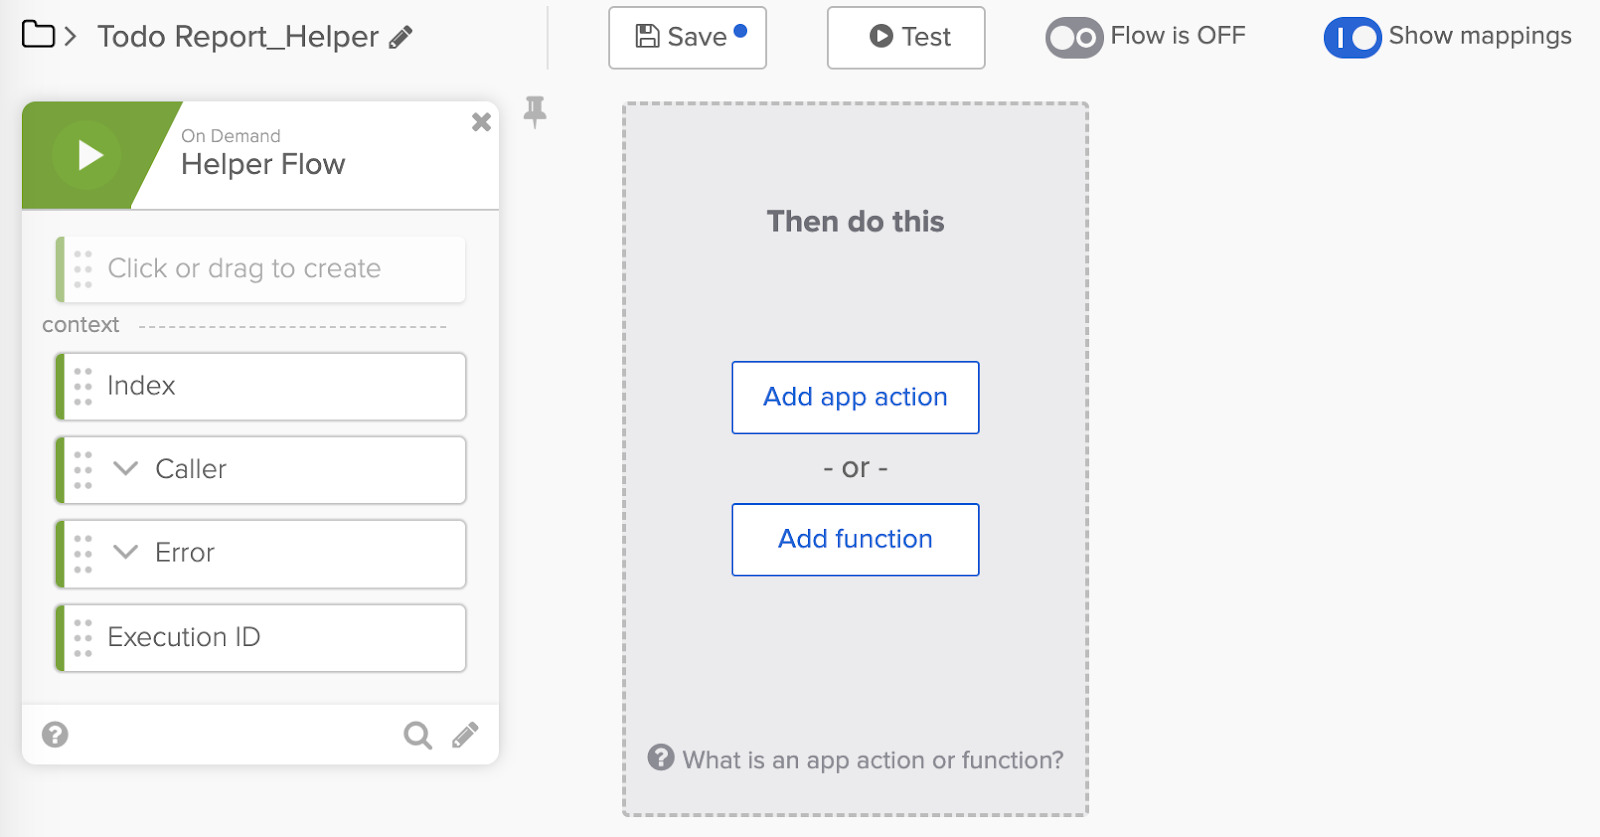 Todo Report_Helper
Save
Test
Flow is OFF
Show mappings
On Demand
Helper Flow
Click or drag to create
context
Index
Caller
Error
Execution ID
Then do this
Add app action
- or -
Add function
What is an app action or function?